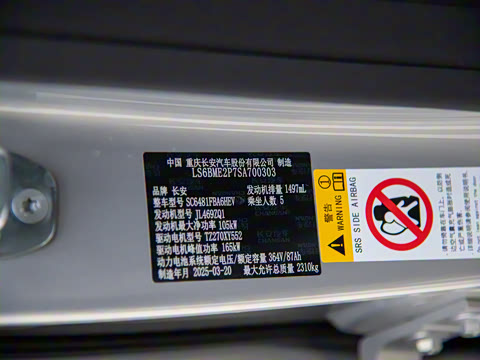 中国 重庆长安汽车股份有限公司 制造
LS6BME2P7SA700303
品牌 长安 发动机排量 1497mL
整车型号 SC6481FBA6HEV 乘坐人数 5
发动机型号 JL469ZQ1
发动机最大净功率 105kW
驱动电机型号 TZ270XY552
驱动电机峰值功率 165kW
动力电池系统额定电压/额定容量 364V/87Ah
制造年月 2025-03-20 最大允许总质量 2310kg
警告
WARNING
SRS SIDE AIRBAG